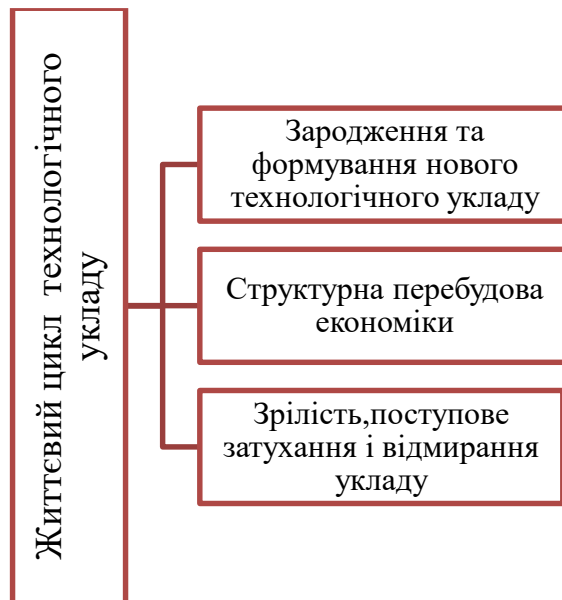 Життєвий цикл технологічного
укладу
Зародження та
формування нового
технологічного укладу
Структурна перебудова
економіки
Зрілість,поступове
затухання і відмирання
укладу